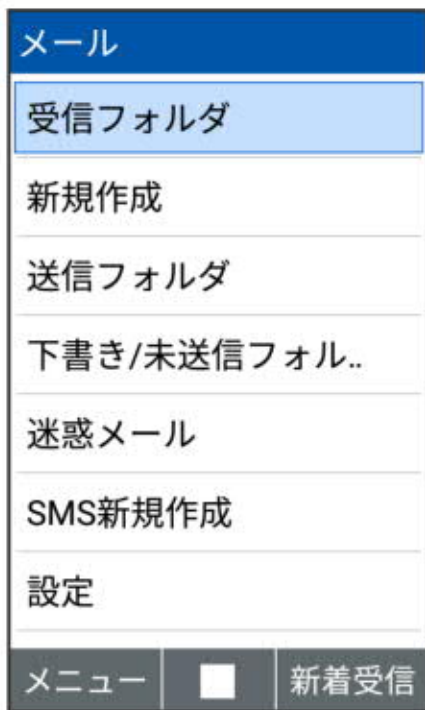 メール
受信フォルダ
新規作成
送信フォルダ
下書き/未送信フォル..
迷惑メール
SMS新規作成
設定
メニュー 新着受信